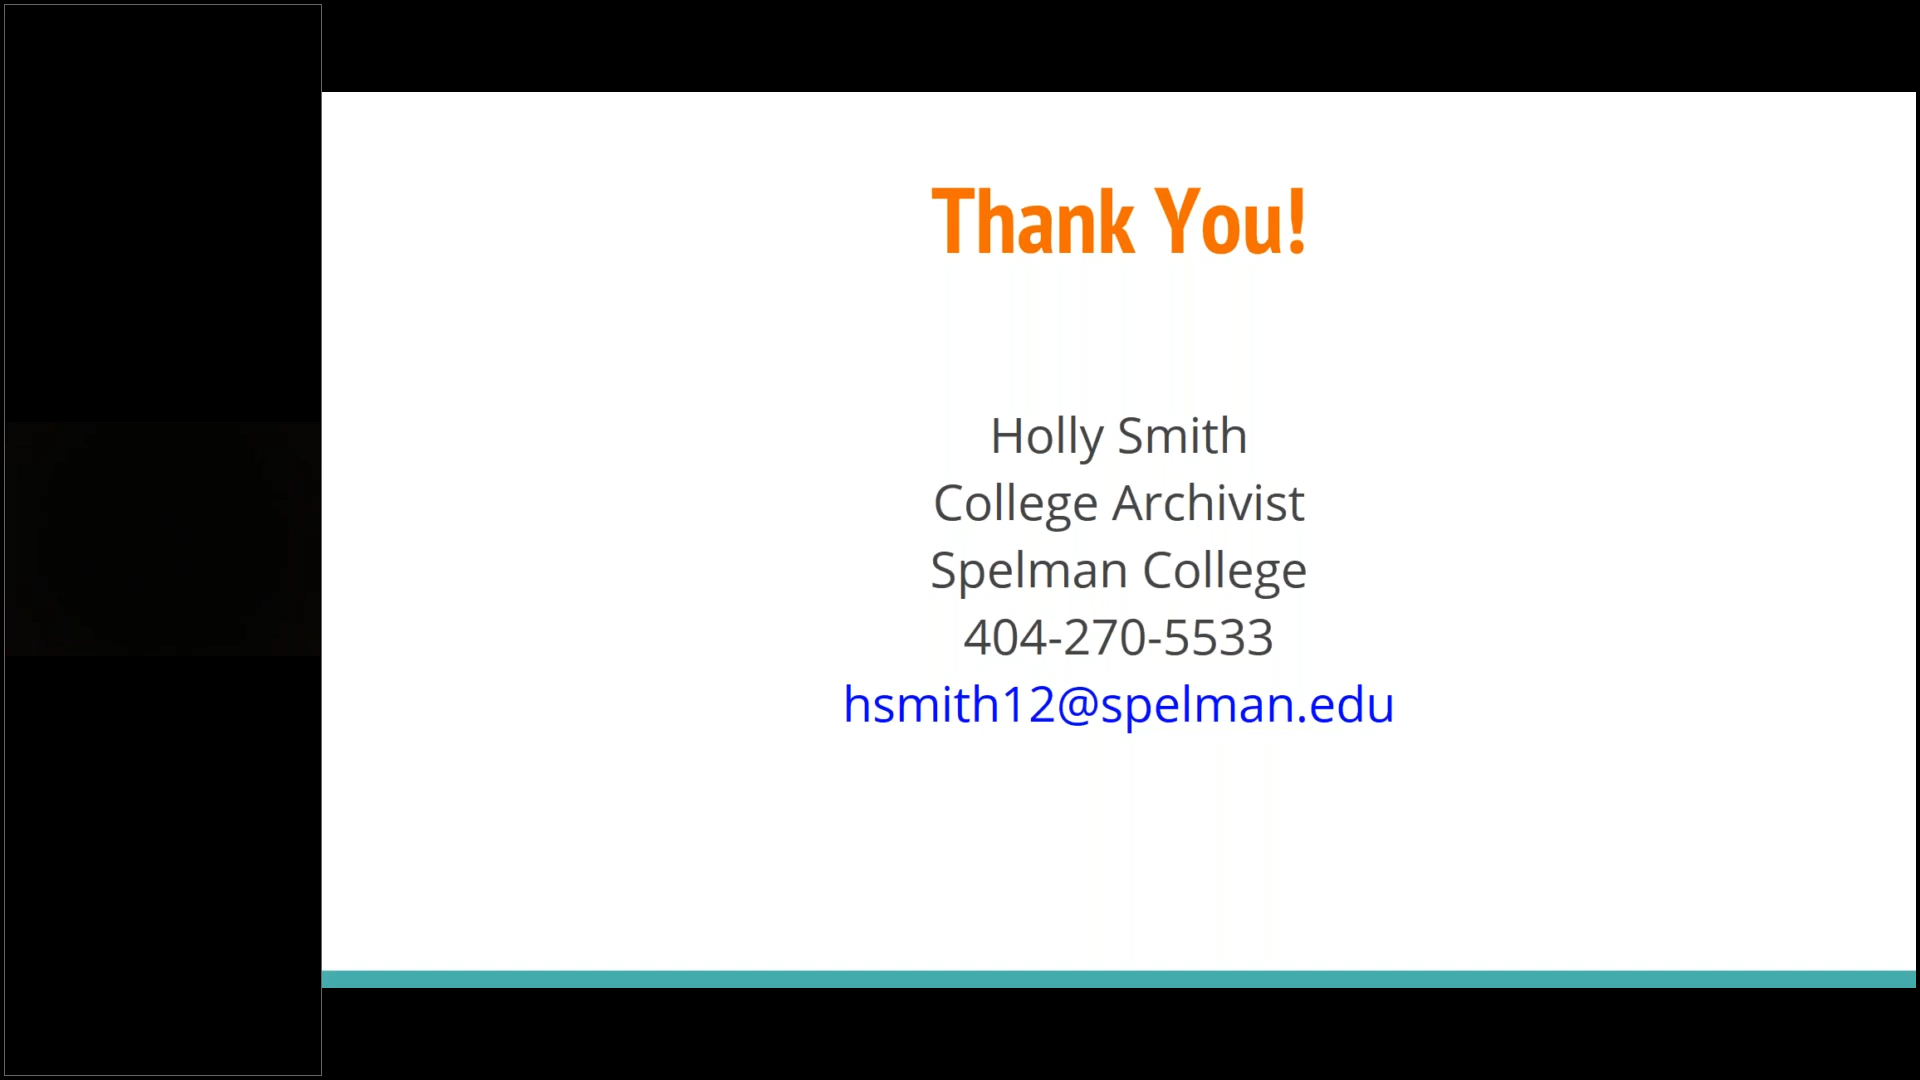 Thank You!
Holly Smith
College Archivist
Spelman College
404-270-5533
hsmith12@spelman.edu